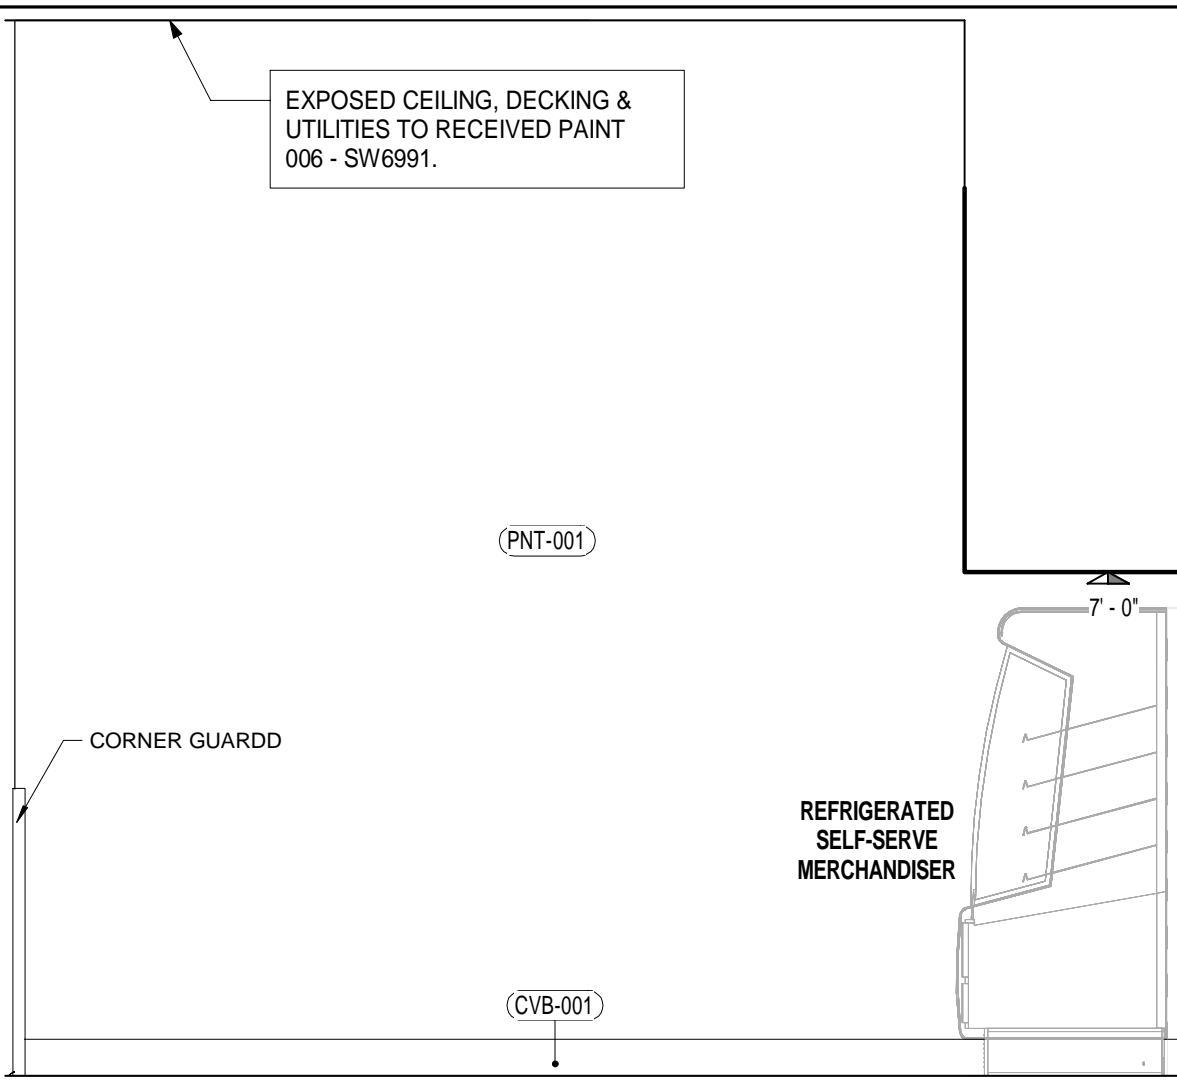 EXPOSED CEILING, DECKING &
UTILITIES TO RECEIVED PAINT
006 - SW6991.
PNT-001
7' - 0"
CORNER GUARDD
REFRIGERATED
SELF-SERVE
MERCHANDISER
CVB-001